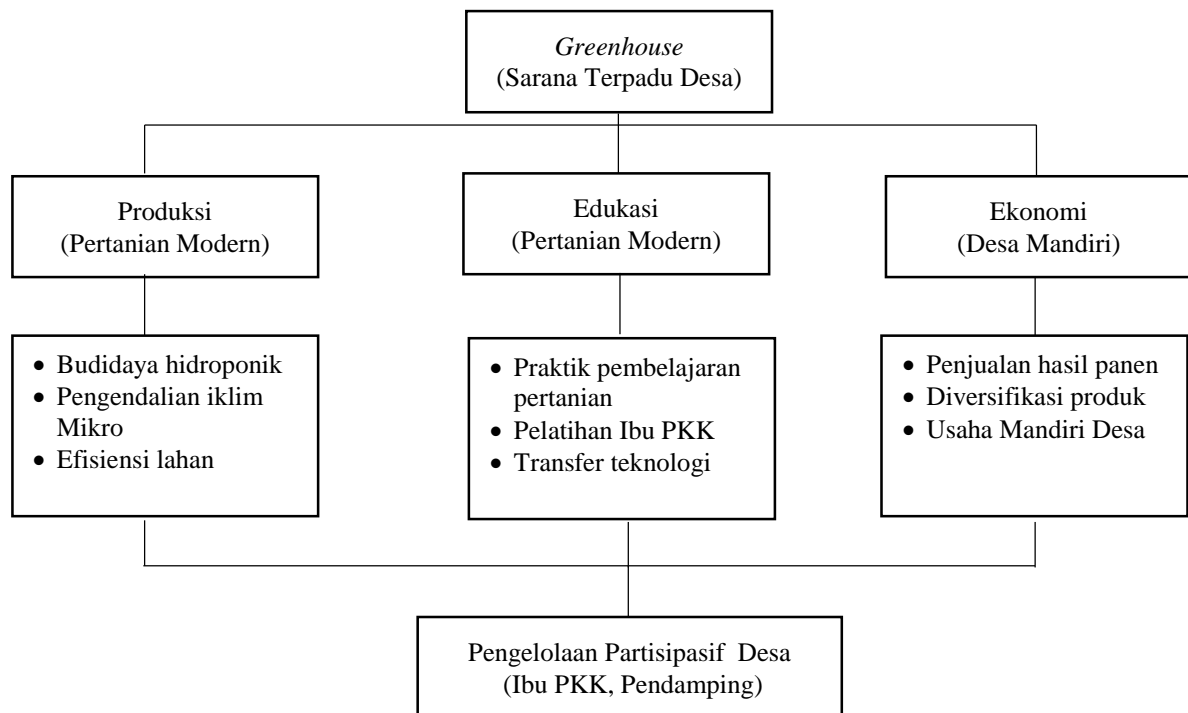 Greenhouse
(Sarana Terpadu Desa)
Produksi
(Pertanian Modern)
Edukasi
(Pertanian Modern)
Ekonomi
(Desa Mandiri)
• Budidaya hidroponik
• Pengendalian iklim
Mikro
• Efisiensi lahan
• Praktik pembelajaran
pertanian
• Pelatihan Ibu PKK
• Transfer teknologi
• Penjualan hasil panen
• Diversifikasi produk
• Usaha Mandiri Desa
Pengelolaan Partisipasif Desa
(Ibu PKK, Pendamping)